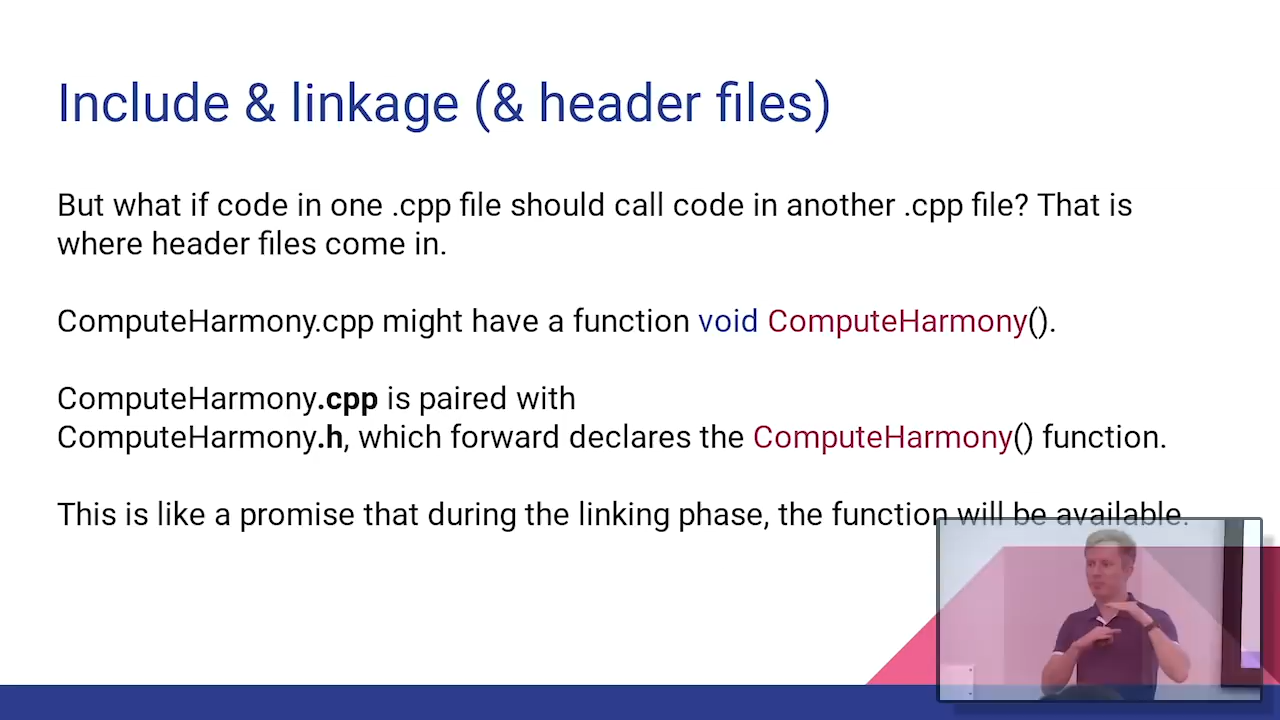 Include & linkage (& header files)
But what if code in one .cpp file should call code in another .cpp file? That is
where header files come in.
ComputeHarmony.cpp might have a function void ComputeHarmony().
ComputeHarmony.cpp is paired with
ComputeHarmony.h, which forward declares the ComputeHarmony() function.
This is like a promise that during the linking phase, the function will be available.